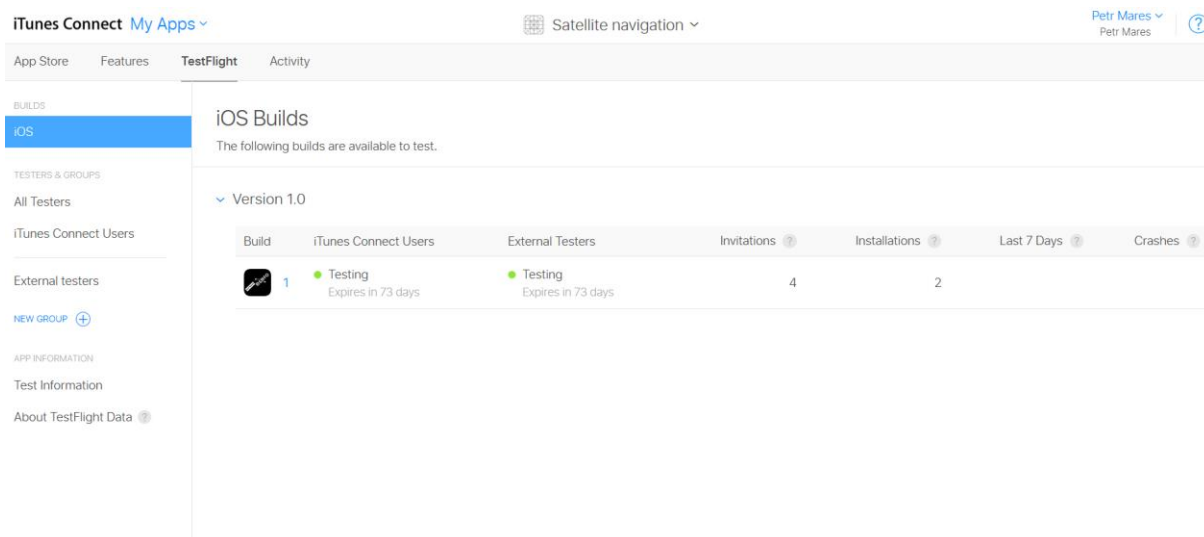 iTunes Connect My Apps
Satellite navigation
Petr Mares
Petr Mares
?
App Store Features TestFlight Activity
BUILDS
iOS
TESTERS & GROUPS
All Testers
iTunes Connect Users
External testers
NEW GROUP
APP INFORMATION
Test Information
About TestFlight Data ?
iOS Builds
The following builds are available to test.
Version 1.0
Build iTunes Connect Users External Testers Invitations ? Installations ? Last 7 Days ? Crashes ?
1 Testing Testing 4 2
Expires in 73 days Expires in 73 days